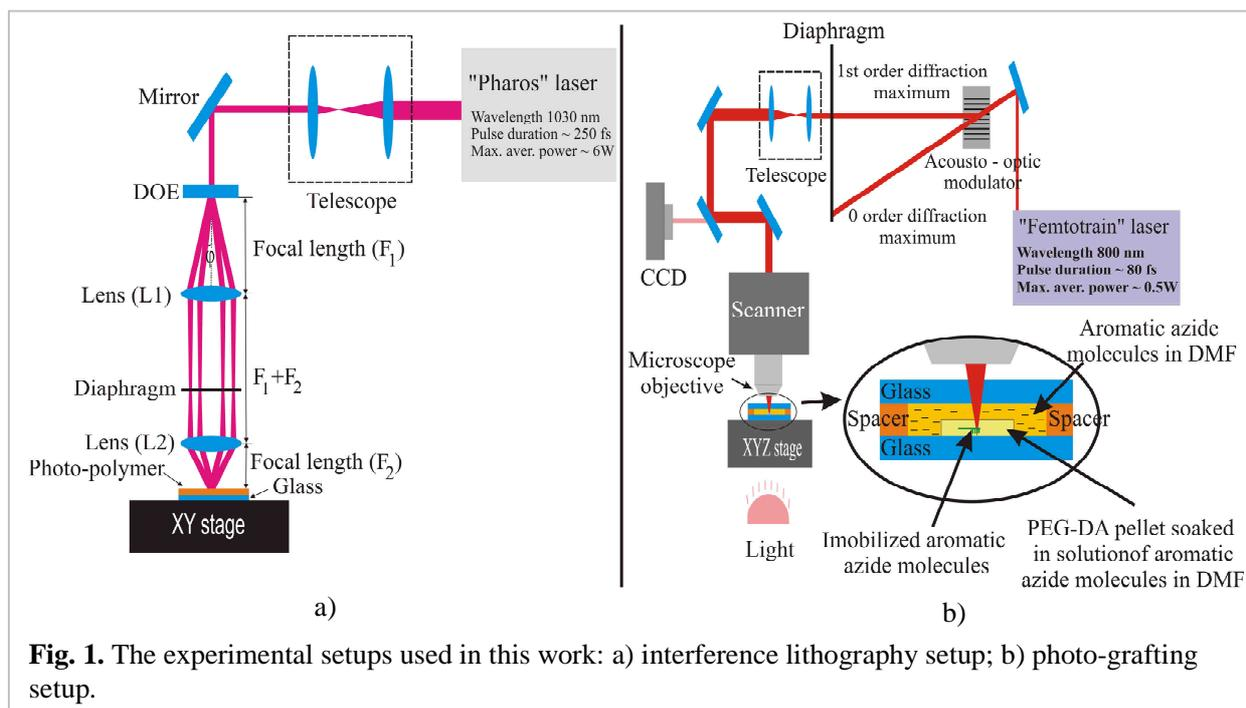 "Pharos" laser
Wavelength 1030 nm
Pulse duration ~ 250 fs
Max. aver. power ~ 6W
Mirror
Telescope
DOE
φ
Focal length (F1)
Lens (L1)
Diaphragm
F1+F2
Lens (L2)
Focal length (F2)
Photo-polymer
Glass
XY stage
a)
Diaphragm
1st order diffraction
maximum
Telescope
Acousto - optic
modulator
0 order diffraction
maximum
"Femtotrain" laser
Wavelength 800 nm
Pulse duration ~ 80 fs
Max. aver. power ~ 0.5W
CCD
Scanner
Microscope
objective
XYZ stage
Light
Aromatic azide
molecules in DMF
Glass
Spacer
Spacer
Glass
Imobilized aromatic
azide molecules
PEG-DA pellet soaked
in solutionof aromatic
azide molecules in DMF
b)
Fig. 1. The experimental setups used in this work: a) interference lithography setup; b) photo-grafting
setup.